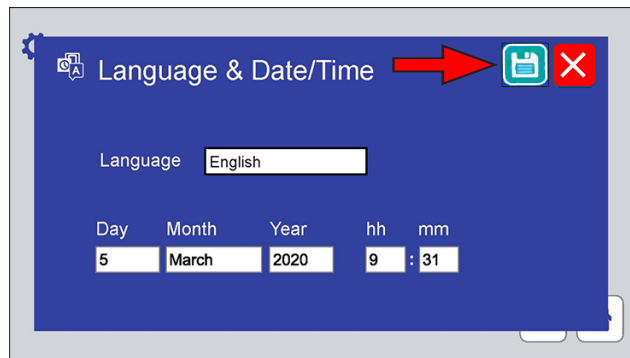 Language & Date/Time
Language English
Day Month Year hh mm
5 March 2020 9 : 31